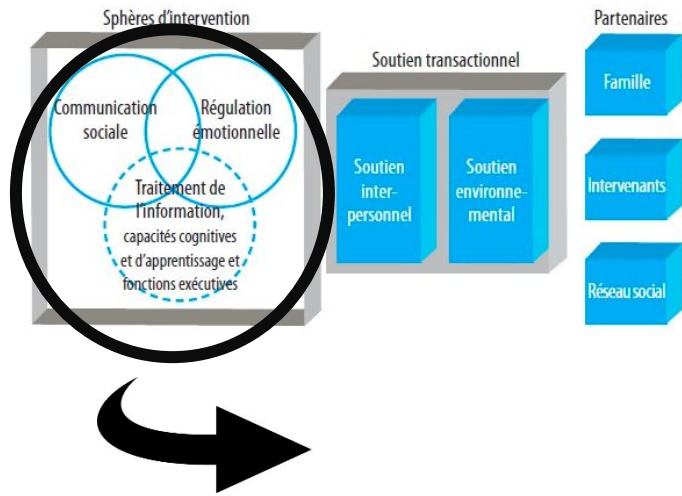 Sphères d'intervention
Communication
sociale
Régulation
émotionnelle
Traitement de
l'information,
capacités cognitives
et d'apprentissage et
fonctions exécutives
Soutien transactionnel
Soutien
inter-
personnel
Soutien
environne-
mental
Partenaires
Famille
Intervenants
Réseau social